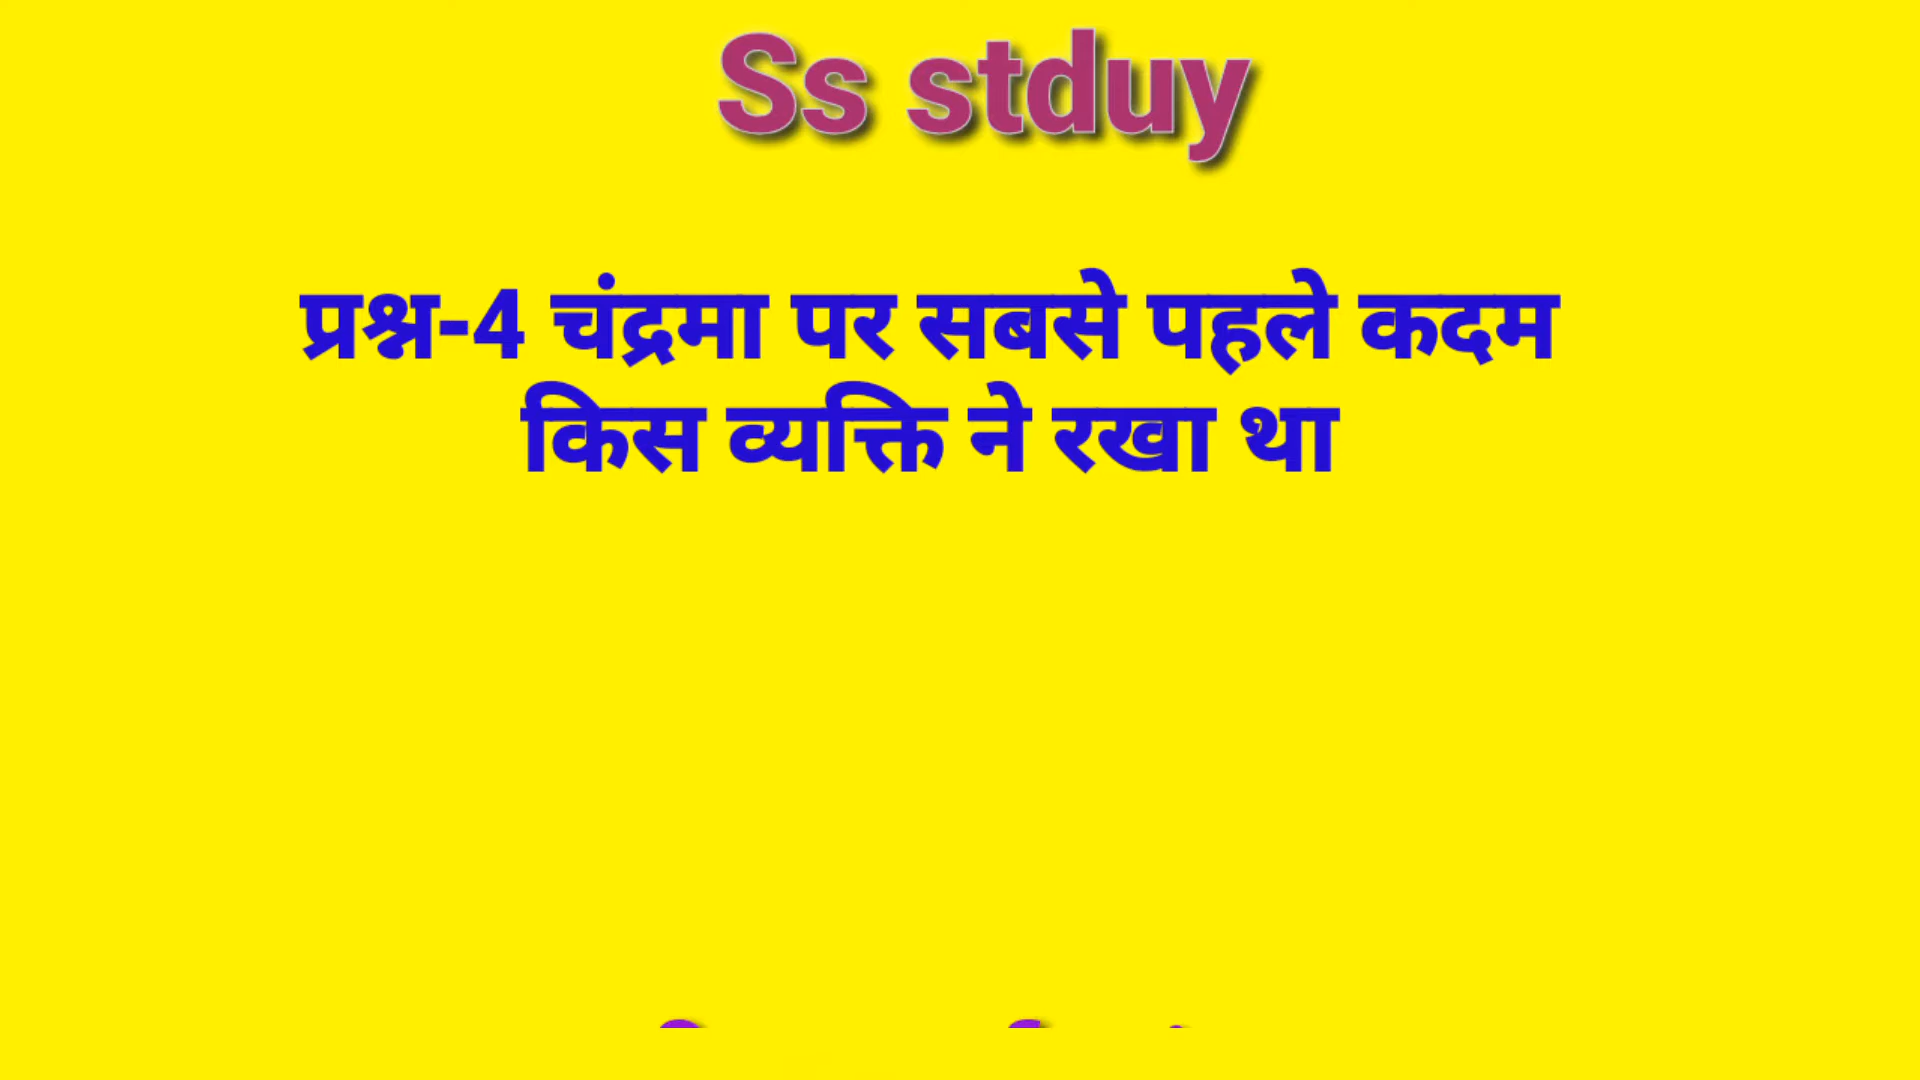 Ss stduy
प्रश्न-4 चंद्रमा पर सबसे पहले कदम
किस व्यक्ति ने रखा था